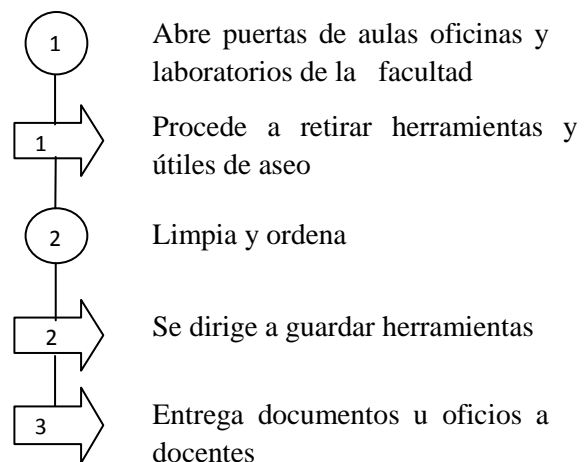 1
Abre puertas de aulas oficinas y
laboratorios de la facultad
1
Procede a retirar herramientas y
útiles de aseo
2
Limpia y ordena
2
Se dirige a guardar herramientas
3
Entrega documentos u oficios a
docentes